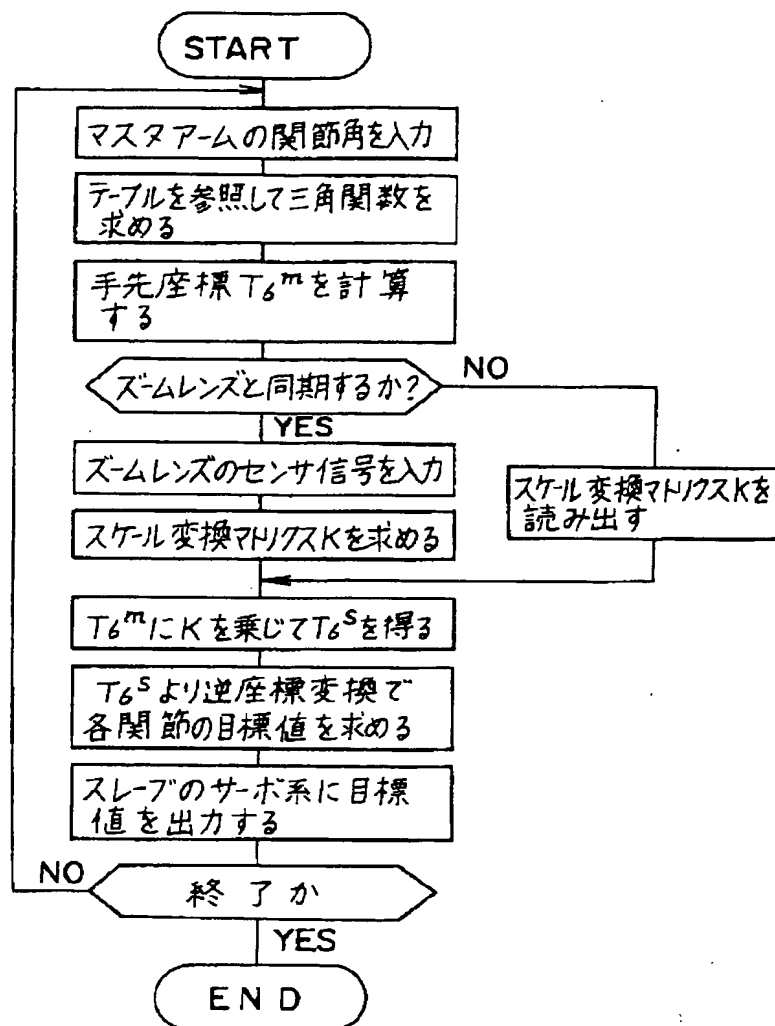 START
マスタアームの関節角を入力
テーブルを参照して三角関数を
求める
手先座標T6ᵐを計算
する
ズームレンズと同期するか?
NO
YES
ズームレンズのセンサ信号を入力
スケール変換マトリクスKを求める
スケール変換マトリクスKを
読み出す
T6ᵐにKを乗じてT6ˢを得る
T6ˢより逆座標変換で
各関節の目標値を求める
スレーブのサーボ系に目標
値を出力する
NO
終了か
YES
END